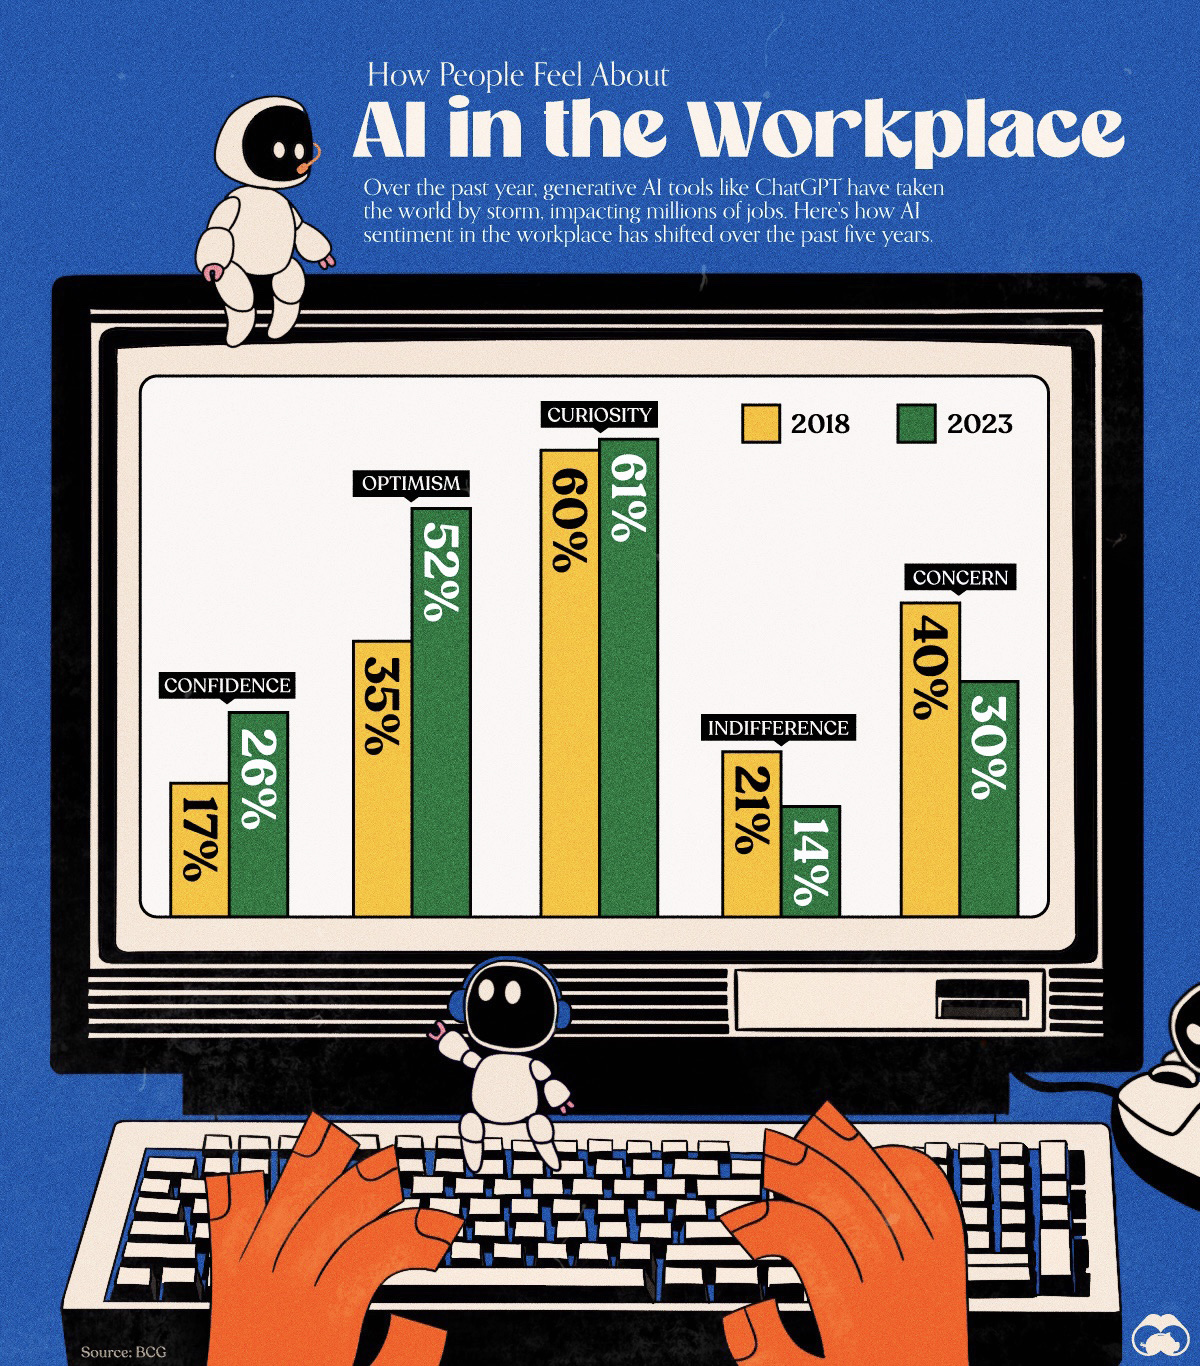 How People Feel About
AI in the Workplace
Over the past year, generative AI tools like ChatGPT have taken
the world by storm, impacting millions of jobs. Here's how AI
sentiment in the workplace has shifted over the past five years.
2018
2023
CONFIDENCE
17%
26%
OPTIMISM
35%
52%
CURIOSITY
60%
61%
INDIFFERENCE
21%
14%
CONCERN
40%
30%
Source: BCG